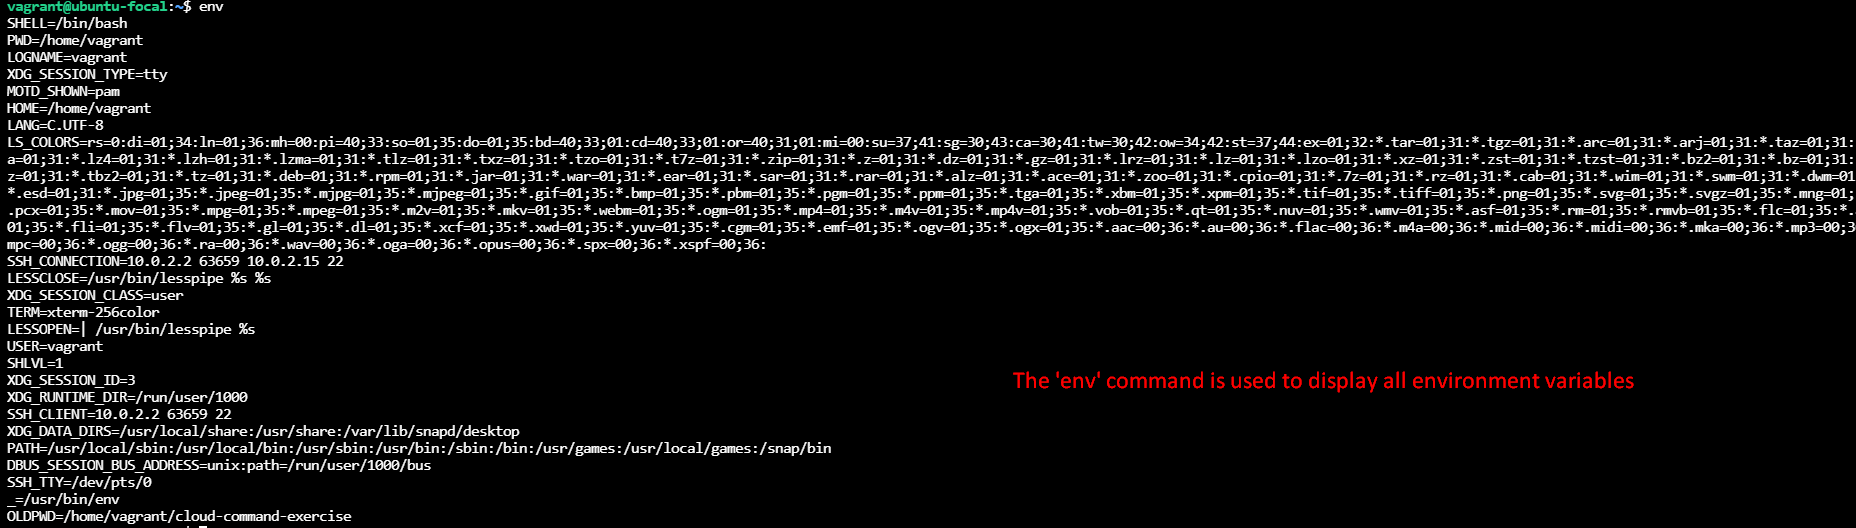 vagrant@ubuntu-focal:~$ env
SHELL=/bin/bash
PWD=/home/vagrant
LOGNAME=vagrant
XDG_SESSION_TYPE=tty
MOTD_SHOWN=pam
HOME=/home/vagrant
LANG=C.UTF-8
LS_COLORS=rs=0:di=01;34:ln=01;36:mh=00:pi=40;33:so=01;35:do=01;35:bd=40;33;01:cd=40;33;01:or=40;31;01:mi=00:su=37;41:sg=30;43:ca=30;41:tw=30;42:ow=34;42:st=37;44:ex=01;32:*.tar=01;31:*.tgz=01;31:*.arc=01;31:*.arj=01;31:*.taz=01;31:
a=01;31:*.lz4=01;31:*.lzh=01;31:*.lzma=01;31:*.tlz=01;31:*.txz=01;31:*.tzo=01;31:*.t7z=01;31:*.zip=01;31:*.z=01;31:*.dz=01;31:*.gz=01;31:*.lrz=01;31:*.lz=01;31:*.lzo=01;31:*.xz=01;31:*.zst=01;31:*.tzst=01;31:*.bz2=01;31:*.bz=01;31:
z=01;31:*.tbz2=01;31:*.tz=01;31:*.deb=01;31:*.rpm=01;31:*.jar=01;31:*.war=01;31:*.ear=01;31:*.sar=01;31:*.rar=01;31:*.alz=01;31:*.ace=01;31:*.zoo=01;31:*.cpio=01;31:*.7z=01;31:*.rz=01;31:*.cab=01;31:*.wim=01;31:*.swm=01;31:*.dwm=01
*.esd=01;31:*.jpg=01;35:*.jpeg=01;35:*.mjpg=01;35:*.mjpeg=01;35:*.gif=01;35:*.bmp=01;35:*.pbm=01;35:*.pgm=01;35:*.ppm=01;35:*.tga=01;35:*.xbm=01;35:*.xpm=01;35:*.tif=01;35:*.tiff=01;35:*.png=01;35:*.svg=01;35:*.svgz=01;35:*.mng=01;
.pcx=01;35:*.mov=01;35:*.mpg=01;35:*.mpeg=01;35:*.m2v=01;35:*.mkv=01;35:*.webm=01;35:*.ogm=01;35:*.mp4=01;35:*.m4v=01;35:*.mp4v=01;35:*.vob=01;35:*.qt=01;35:*.nuv=01;35:*.wmv=01;35:*.asf=01;35:*.rm=01;35:*.rmvb=01;35:*.flc=01;35:*.
01;35:*.fli=01;35:*.flv=01;35:*.gl=01;35:*.dl=01;35:*.xcf=01;35:*.xwd=01;35:*.yuv=01;35:*.cgm=01;35:*.emf=01;35:*.ogv=01;35:*.ogx=01;35:*.aac=00;36:*.au=00;36:*.flac=00;36:*.m4a=00;36:*.mid=00;36:*.midi=00;36:*.mka=00;36:*.mp3=00;3
mpc=00;36:*.ogg=00;36:*.ra=00;36:*.wav=00;36:*.oga=00;36:*.opus=00;36:*.spx=00;36:*.xspf=00;36:
SSH_CONNECTION=10.0.2.2 63659 10.0.2.15 22
LESSCLOSE=/usr/bin/lesspipe %s %s
XDG_SESSION_CLASS=user
TERM=xterm-256color
LESSOPEN=| /usr/bin/lesspipe %s
USER=vagrant
SHLVL=1
XDG_SESSION_ID=3
The 'env' command is used to display all environment variables
XDG_RUNTIME_DIR=/run/user/1000
SSH_CLIENT=10.0.2.2 63659 22
XDG_DATA_DIRS=/usr/local/share:/usr/share:/var/lib/snapd/desktop
PATH=/usr/local/sbin:/usr/local/bin:/usr/sbin:/usr/bin:/sbin:/bin:/usr/games:/usr/local/games:/snap/bin
DBUS_SESSION_BUS_ADDRESS=unix:path=/run/user/1000/bus
SSH_TTY=/dev/pts/0
_=/usr/bin/env
OLDPWD=/home/vagrant/cloud-command-exercise